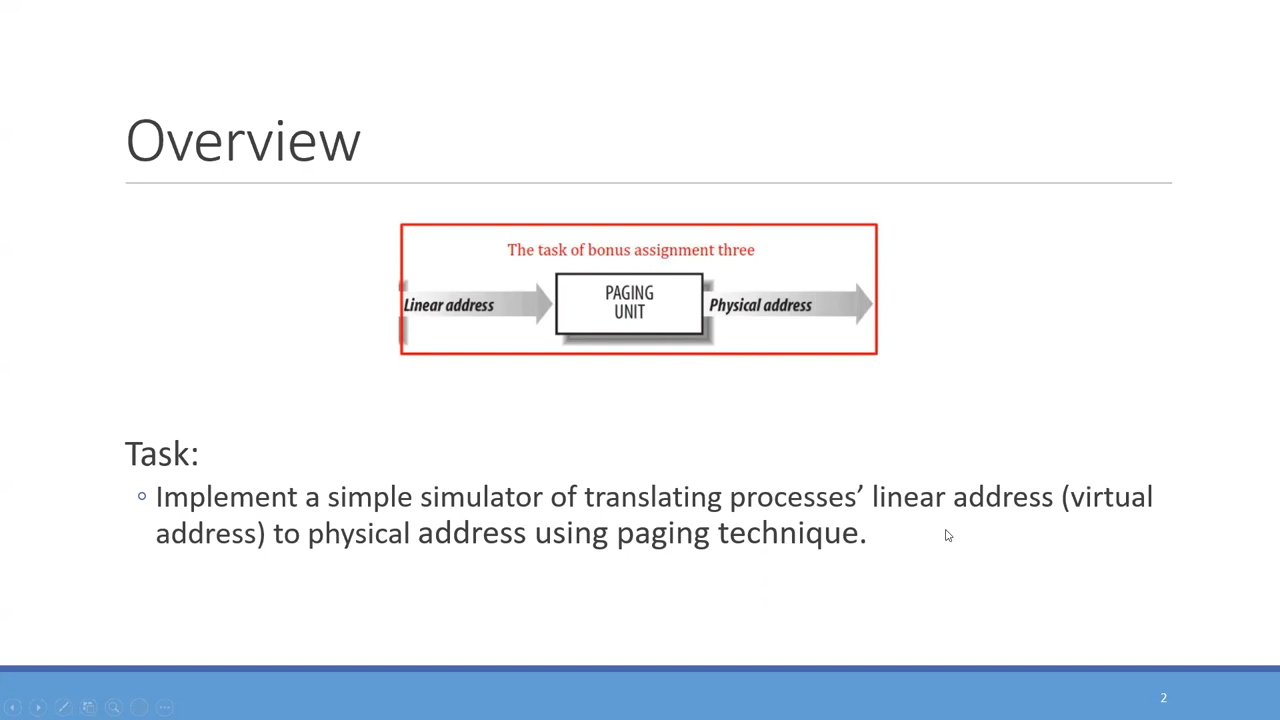 Overview
The task of bonus assignment three
Linear address
PAGING
UNIT
Physical address
Task:
◦ Implement a simple simulator of translating processes’ linear address (virtual
address) to physical address using paging technique.
2